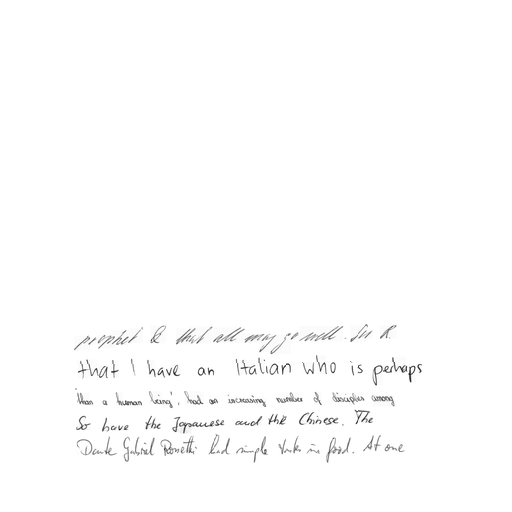 prophet & that all may go well. Sir R.
that I have an Italian who is perhaps
than a human being', had an increasing number of disciples among
So have the Japanese and the Chinese. The
Dante Gabriel Rossetti had simple tastes in food. At one